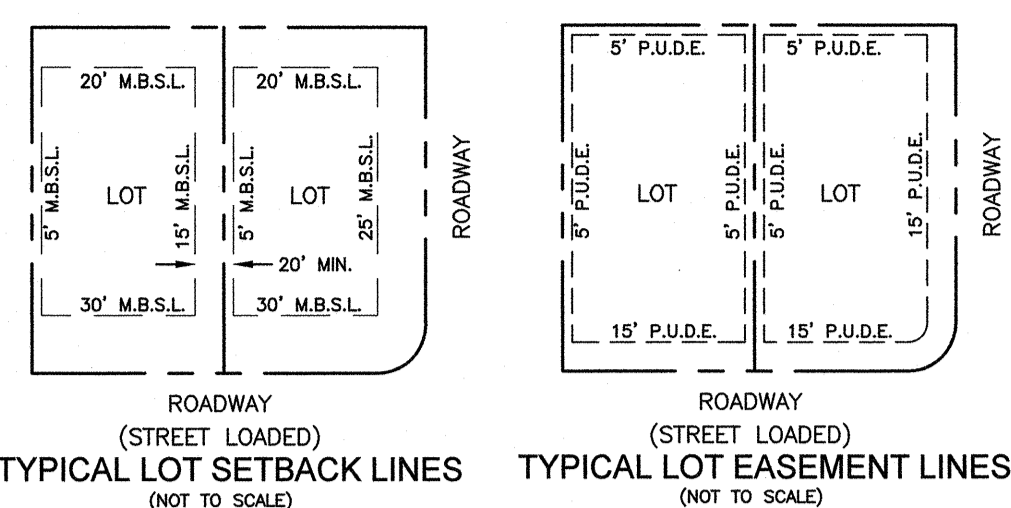 20' M.B.S.L.
20' M.B.S.L.
5' M.B.S.L.
LOT
15' M.B.S.L.
5' M.B.S.L.
LOT
25' M.B.S.L.
ROADWAY
20' MIN.
30' M.B.S.L.
30' M.B.S.L.
ROADWAY
(STREET LOADED)
TYPICAL LOT SETBACK LINES
(NOT TO SCALE)
5' P.U.D.E.
5' P.U.D.E.
5' P.U.D.E.
LOT
5' P.U.D.E.
5' P.U.D.E.
LOT
15' P.U.D.E.
ROADWAY
15' P.U.D.E.
15' P.U.D.E.
ROADWAY
(STREET LOADED)
TYPICAL LOT EASEMENT LINES
(NOT TO SCALE)